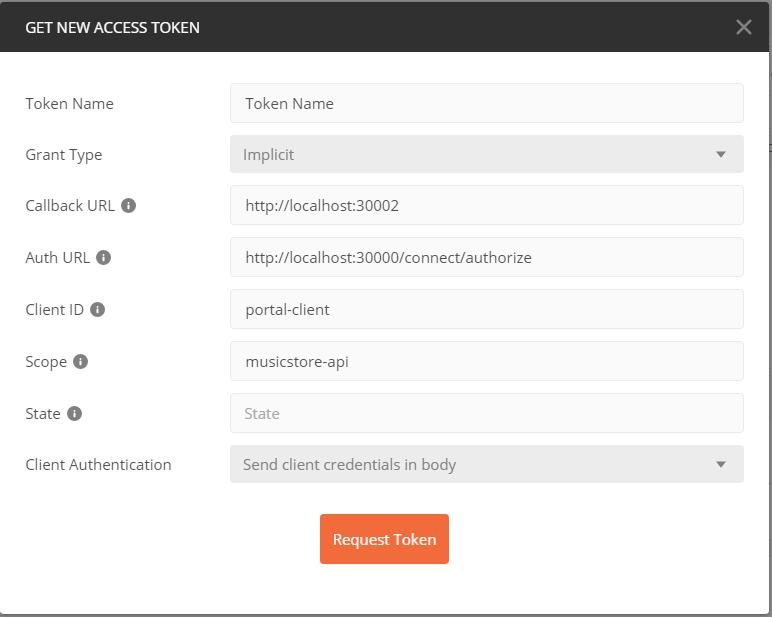 GET NEW ACCESS TOKEN
Token Name Token Name
Grant Type Implicit
Callback URL http://localhost:30002
Auth URL http://localhost:30000/connect/authorize
Client ID portal-client
Scope musicstore-api
State State
Client Authentication Send client credentials in body
Request Token